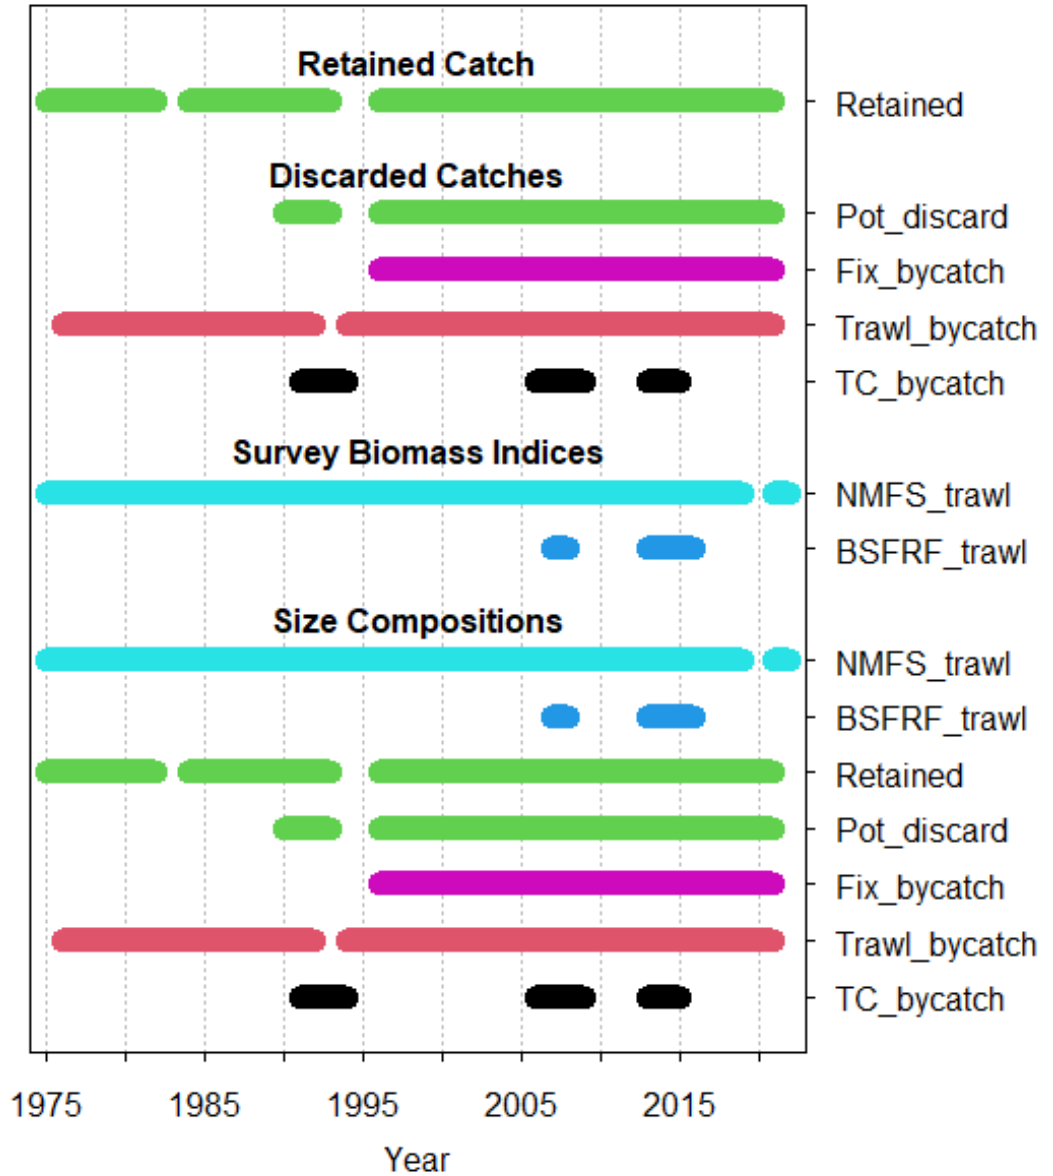 Retained Catch
Retained
Discarded Catches
Pot_discard
Fix_bycatch
Trawl_bycatch
TC_bycatch
Survey Biomass Indices
NMFS_trawl
BSFRF_trawl
Size Compositions
NMFS_trawl
BSFRF_trawl
Retained
Pot_discard
Fix_bycatch
Trawl_bycatch
TC_bycatch
1975 1985 1995 2005 2015
Year